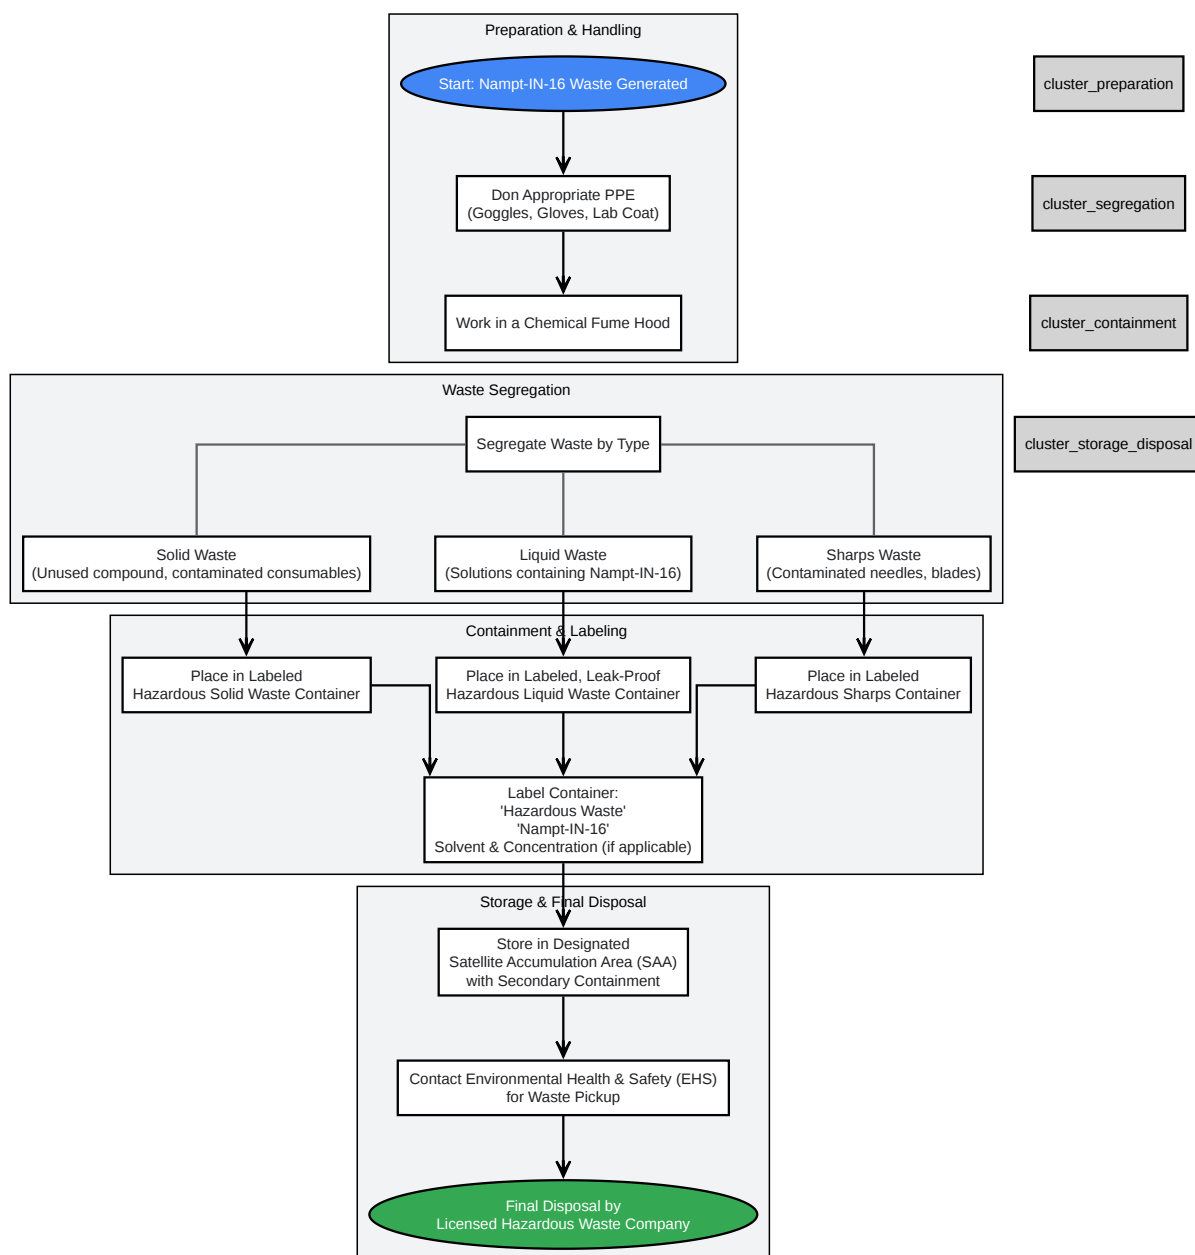 Preparation & Handling
Start: Nampt-IN-16 Waste Generated
cluster_preparation
Don Appropriate PPE
(Goggles, Gloves, Lab Coat)
cluster_segregation
Work in a Chemical Fume Hood
cluster_containment
Waste Segregation
Segregate Waste by Type
cluster_storage_disposal
Solid Waste
(Unused compound, contaminated consumables)
Liquid Waste
(Solutions containing Nampt-IN-16)
Sharps Waste
(Contaminated needles, blades)
Containment & Labeling
Place in Labeled
Hazardous Solid Waste Container
Place in Labeled, Leak-Proof
Hazardous Liquid Waste Container
Place in Labeled
Hazardous Sharps Container
Label Container:
'Hazardous Waste'
'Nampt-IN-16'
Solvent & Concentration (if applicable)
Storage & Final Disposal
Store in Designated
Satellite Accumulation Area (SAA)
with Secondary Containment
Contact Environmental Health & Safety (EHS)
for Waste Pickup
Final Disposal by
Licensed Hazardous Waste Company